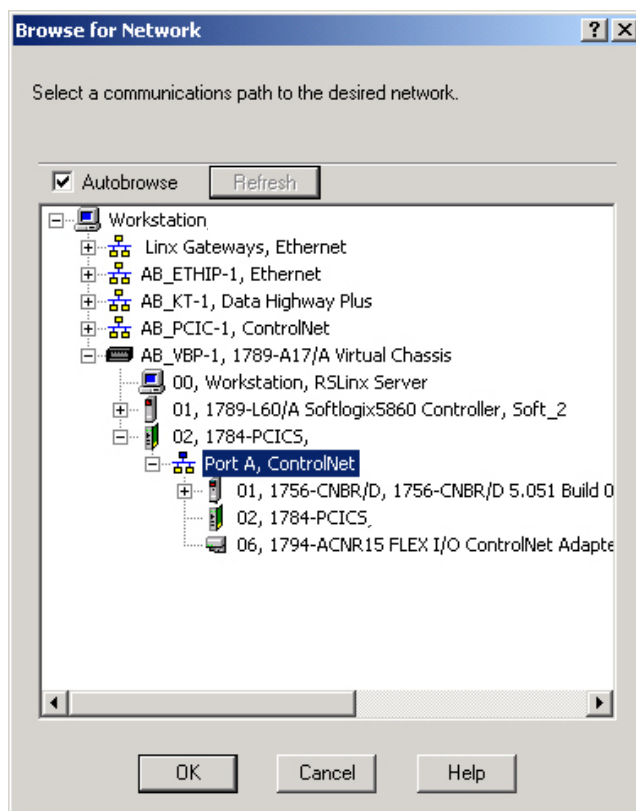 Browse for Network
Select a communications path to the desired network.
Autobrowse Refresh
Workstation
Linx Gateways, Ethernet
AB_ETHIP-1, Ethernet
AB_KT-1, Data Highway Plus
AB_PCIC-1, ControlNet
AB_VBP-1, 1789-A17/A Virtual Chassis
00, Workstation, RSLinx Server
01, 1789-L60/A Softlogix5860 Controller, Soft_2
02, 1784-PCICS,
Port A, ControlNet
01, 1756-CNBR/D, 1756-CNBR/D 5.051 Build 0
02, 1784-PCICS,
06, 1794-ACNR15 FLEX I/O ControlNet Adapte
OK Cancel Help